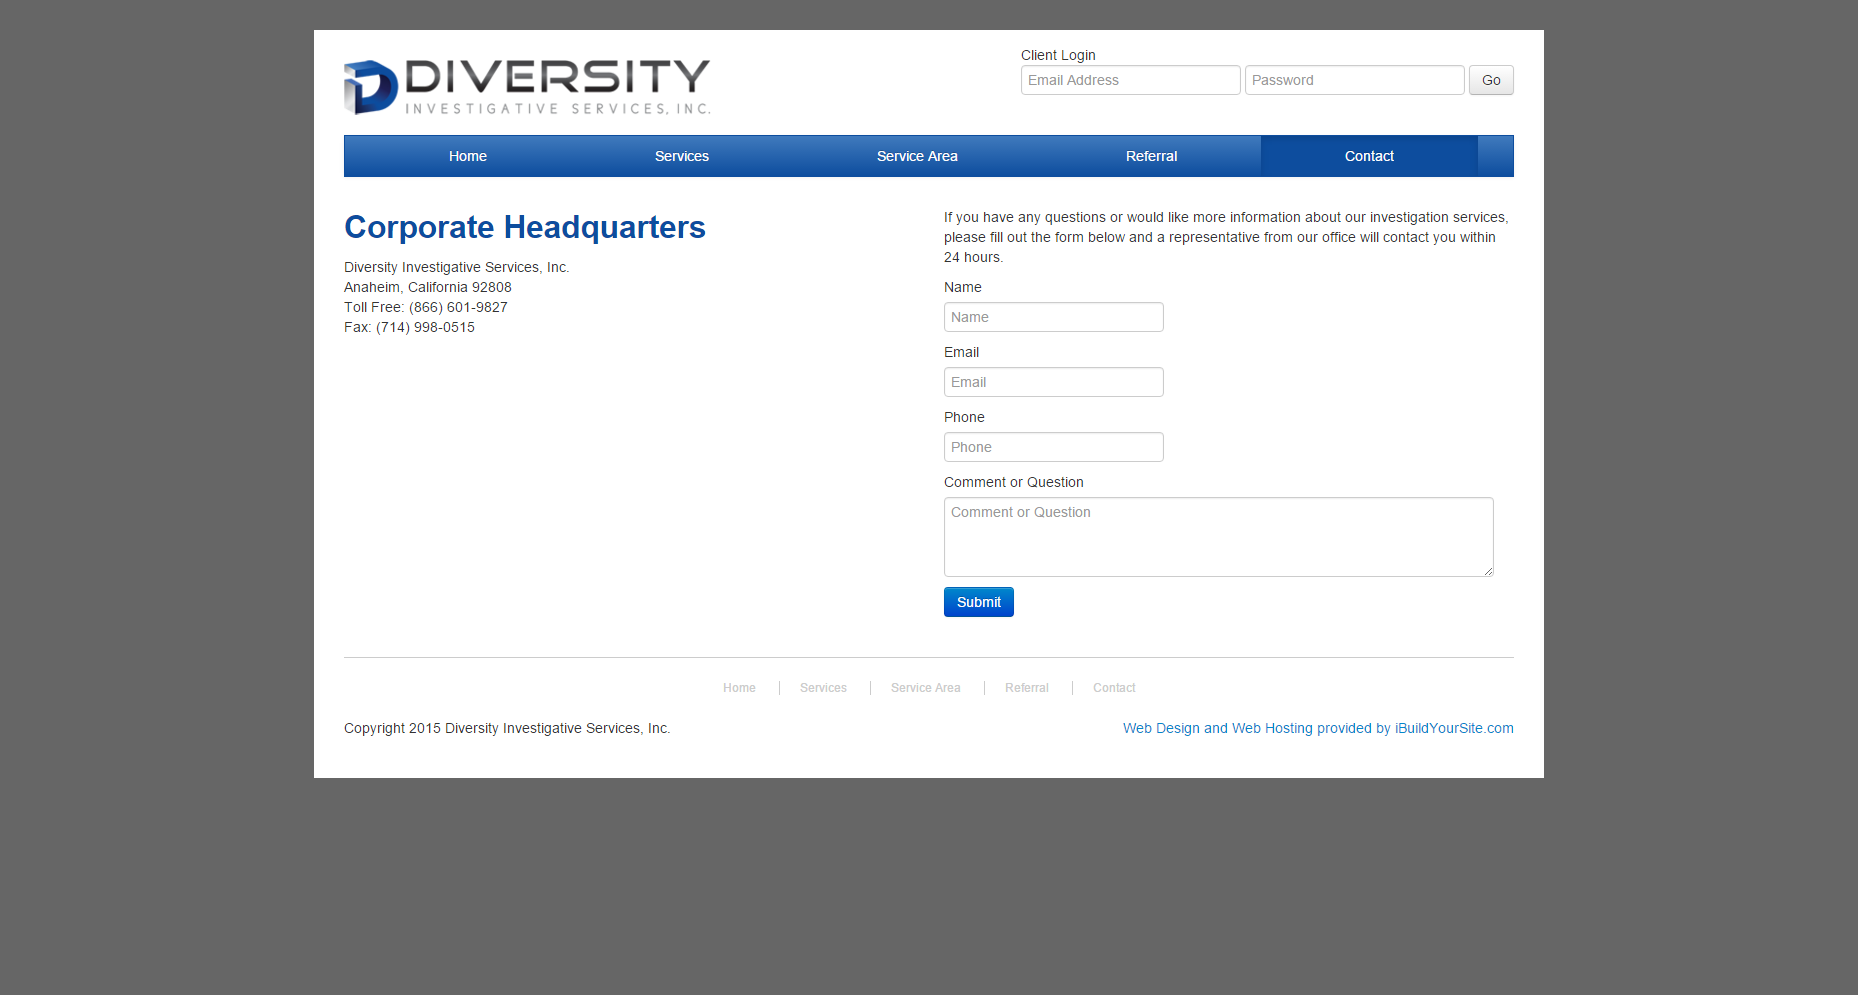 DIVERSITY
INVESTIGATIVE SERVICES, INC.
Client Login
Email Address Password Go
Home Services Service Area Referral Contact
Corporate Headquarters
Diversity Investigative Services, Inc.
Anaheim, California 92808
Toll Free: (866) 601-9827
Fax: (714) 998-0515
If you have any questions or would like more information about our investigation services,
please fill out the form below and a representative from our office will contact you within
24 hours.
Name
Name
Email
Email
Phone
Phone
Comment or Question
Comment or Question
Submit
Home Services Service Area Referral Contact
Copyright 2015 Diversity Investigative Services, Inc.
Web Design and Web Hosting provided by iBuildYourSite.com